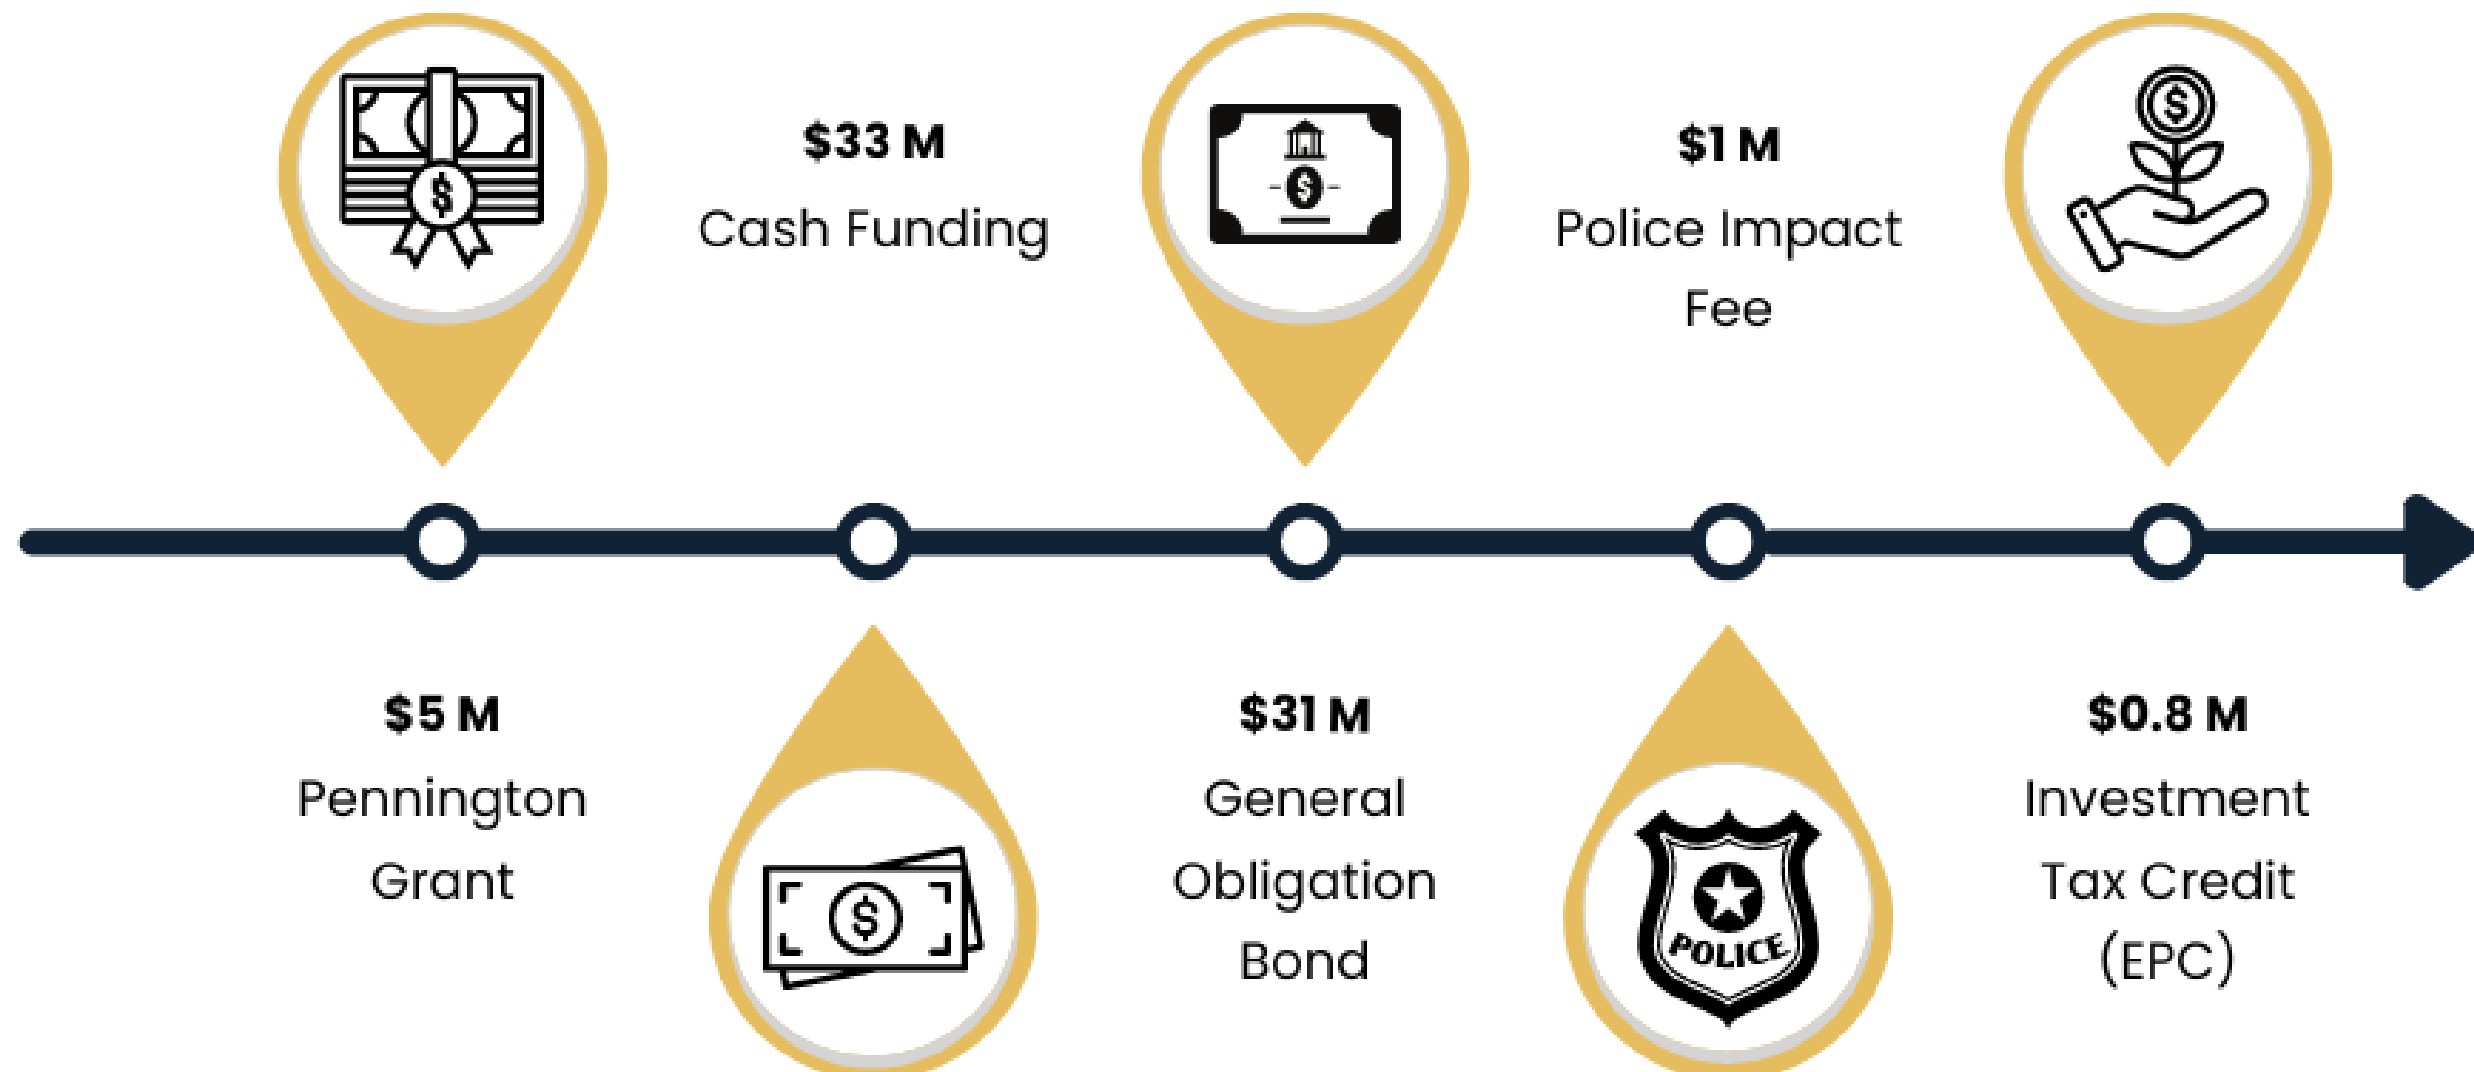 $5 M
Pennington
Grant
$33 M
Cash Funding
$31 M
General
Obligation
Bond
$1 M
Police Impact
Fee
POLICE
$0.8 M
Investment
Tax Credit
(EPC)